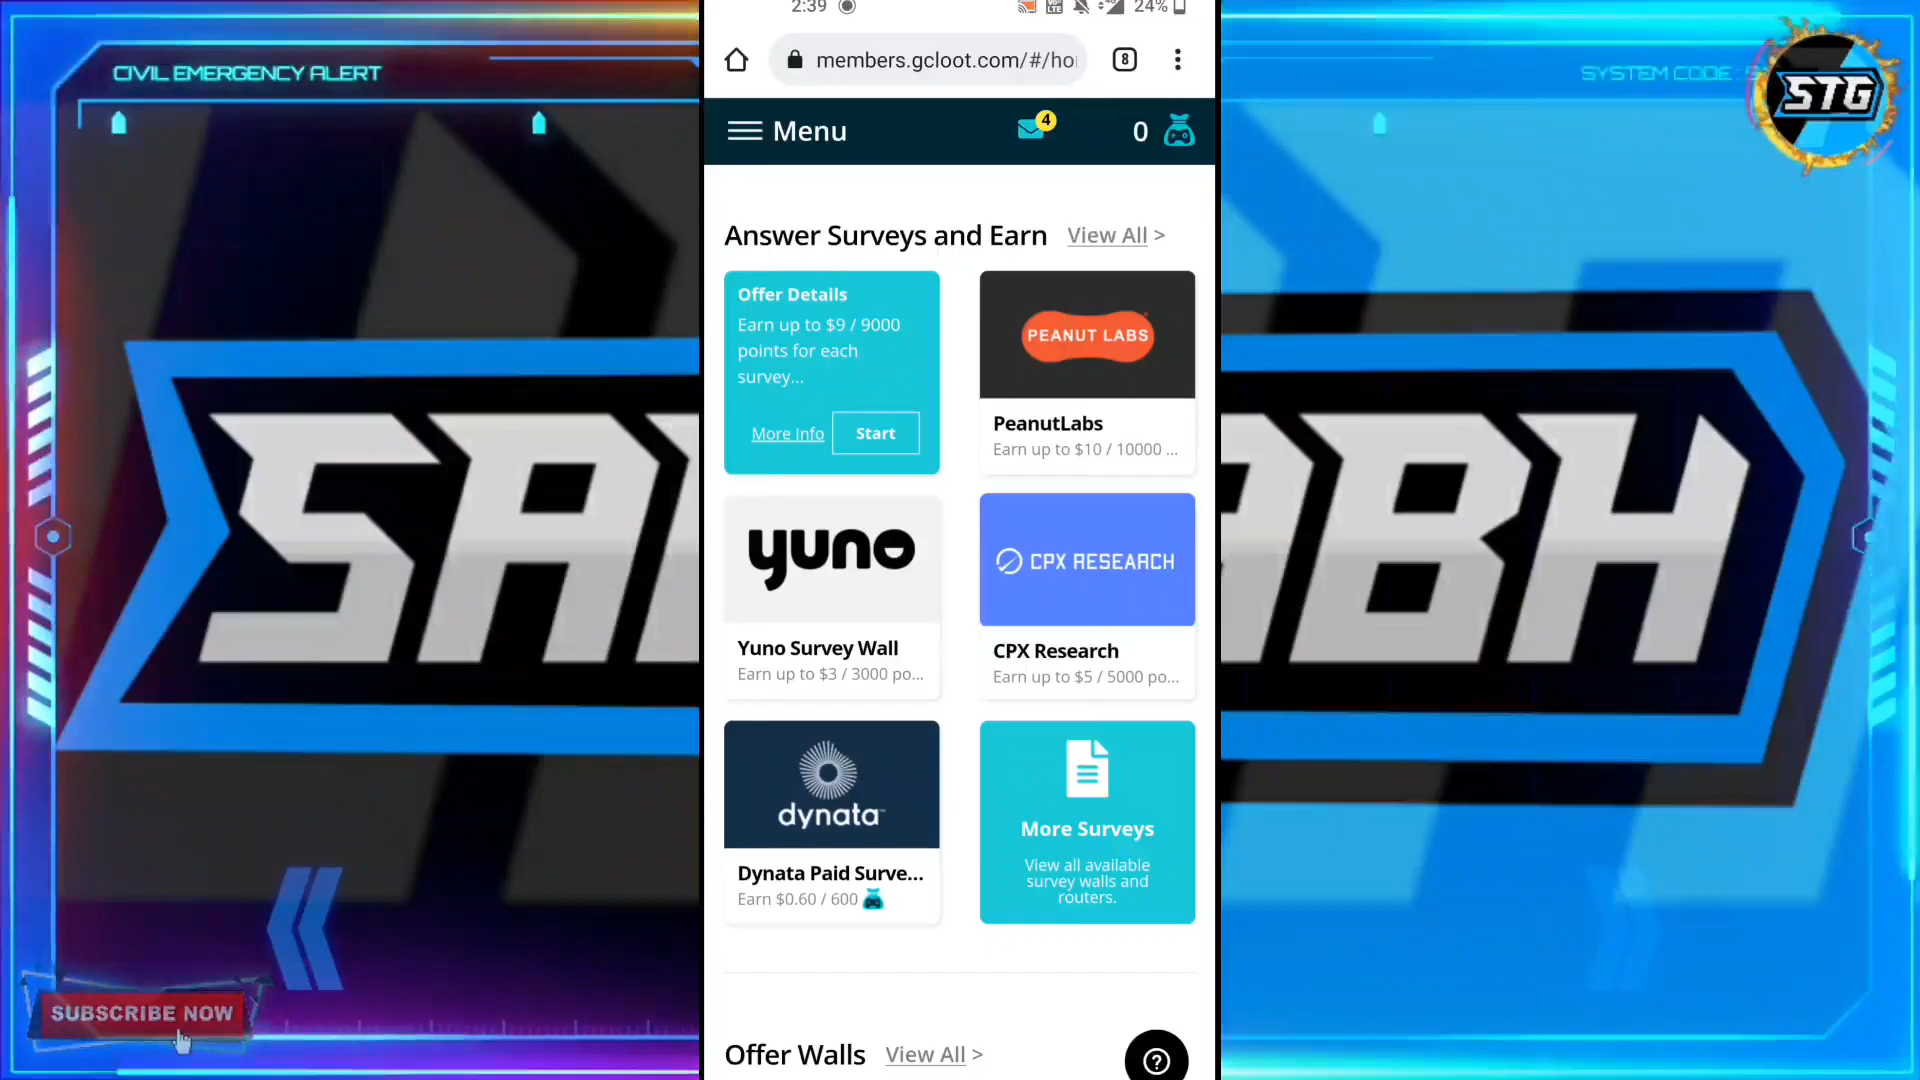 2:39
24%
CIVIL EMERGENCY ALERT
SYSTEM CODE
STG
members.gcloot.com/#/ho
8
Menu
4
0
Answer Surveys and Earn
View All >
Offer Details
Earn up to $9 / 9000
points for each
survey...
More Info
Start
PEANUT LABS
PeanutLabs
Earn up to $10 / 10000 ...
yuno
Yuno Survey Wall
Earn up to $3 / 3000 po...
CPX RESEARCH
CPX Research
Earn up to $5 / 5000 po...
dynata
Dynata Paid Surve...
Earn $0.60 / 600
More Surveys
View all available
survey walls and
routers.
SA
ABH
SUBSCRIBE NOW
Offer Walls
View All >